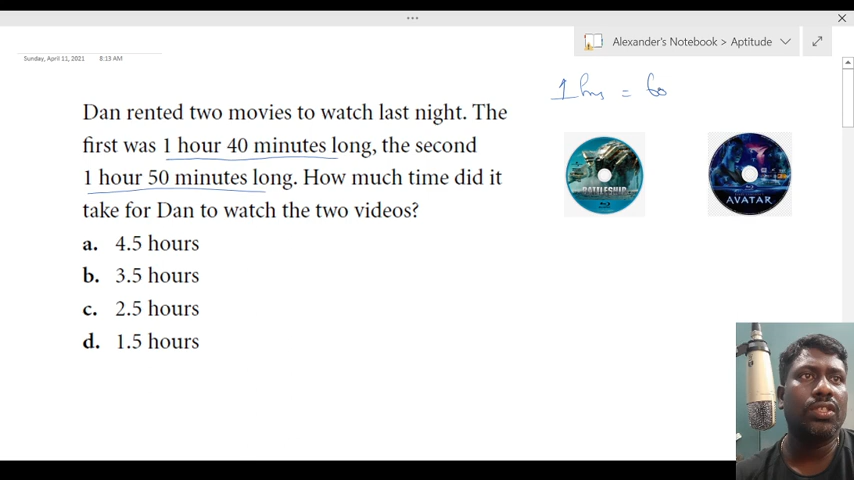 Alexander's Notebook > Aptitude
Sunday, April 11, 2021 8:13 AM
1 hrs = 60
Dan rented two movies to watch last night. The
first was 1 hour 40 minutes long, the second
1 hour 50 minutes long. How much time did it
take for Dan to watch the two videos?
a. 4.5 hours
b. 3.5 hours
c. 2.5 hours
d. 1.5 hours
BATTLESHIP
AVATAR